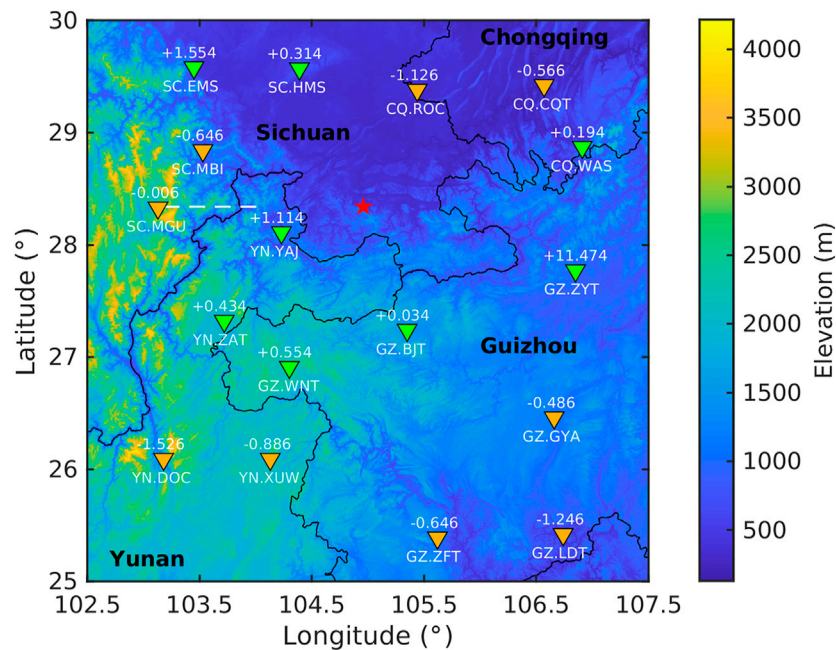 30
29
28
27
26
25
Latitude (°)
102.5
103.5
104.5
105.5
106.5
107.5
Longitude (°)
Chongqing
+1.554
SC.EMS
+0.314
SC.HMS
-1.126
CQ.ROC
-0.566
CQ.CQT
Sichuan
-0.646
SC.MBI
+0.194
CQ.WAS
-0.006
SC.MGU
+1.114
YN.YAJ
+11.474
GZ.ZYT
+0.434
YN.ZAT
+0.034
GZ.BJT
Guizhou
+0.554
GZ.WNT
-0.486
GZ.GYA
-1.526
YN.DOC
-0.886
YN.XUW
-0.646
GZ.ZFT
-1.246
GZ.LDT
Yunan
4000
3500
3000
2500
2000
1500
1000
500
Elevation (m)